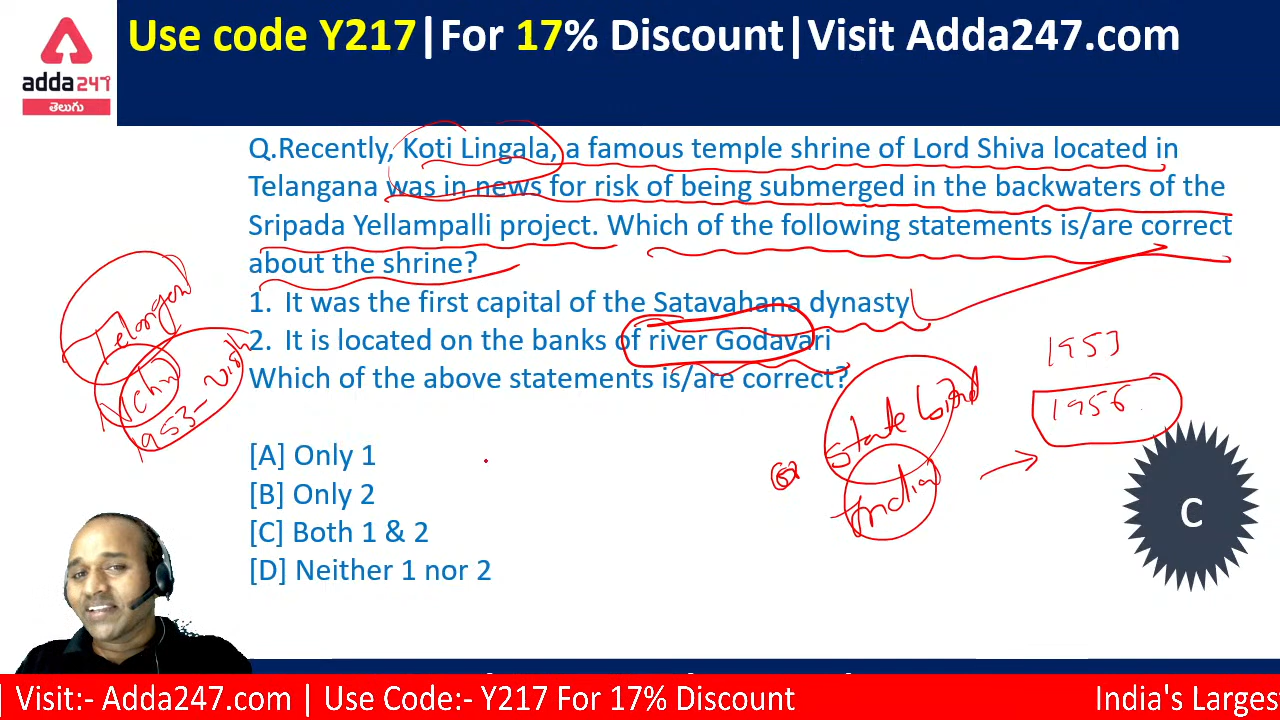 Use code Y217|For 17% Discount|Visit Adda247.com
adda247
తెలుగు
Q.Recently, Koti Lingala, a famous temple shrine of Lord Shiva located in
Telangana was in news for risk of being submerged in the backwaters of the
Sripada Yellampalli project. Which of the following statements is/are correct
about the shrine?
1. It was the first capital of the Satavahana dynasty
2. It is located on the banks of river Godavari
Which of the above statements is/are correct?
1953
1956
State
India
1953
[A] Only 1
[B] Only 2
[C] Both 1 & 2
[D] Neither 1 nor 2
C
| Visit:- Adda247.com | Use Code:- Y217 For 17% Discount
India's Larges